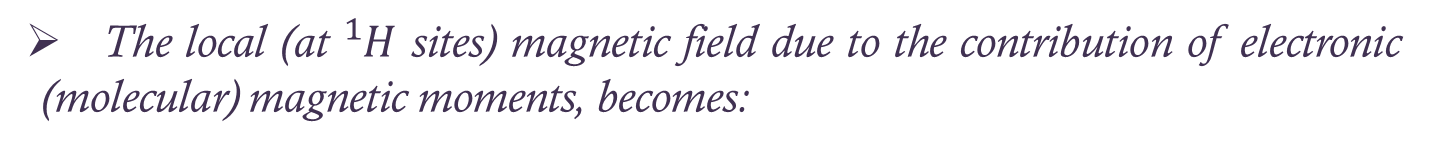 ➢ The local (at ¹H sites) magnetic field due to the contribution of electronic
(molecular) magnetic moments, becomes: